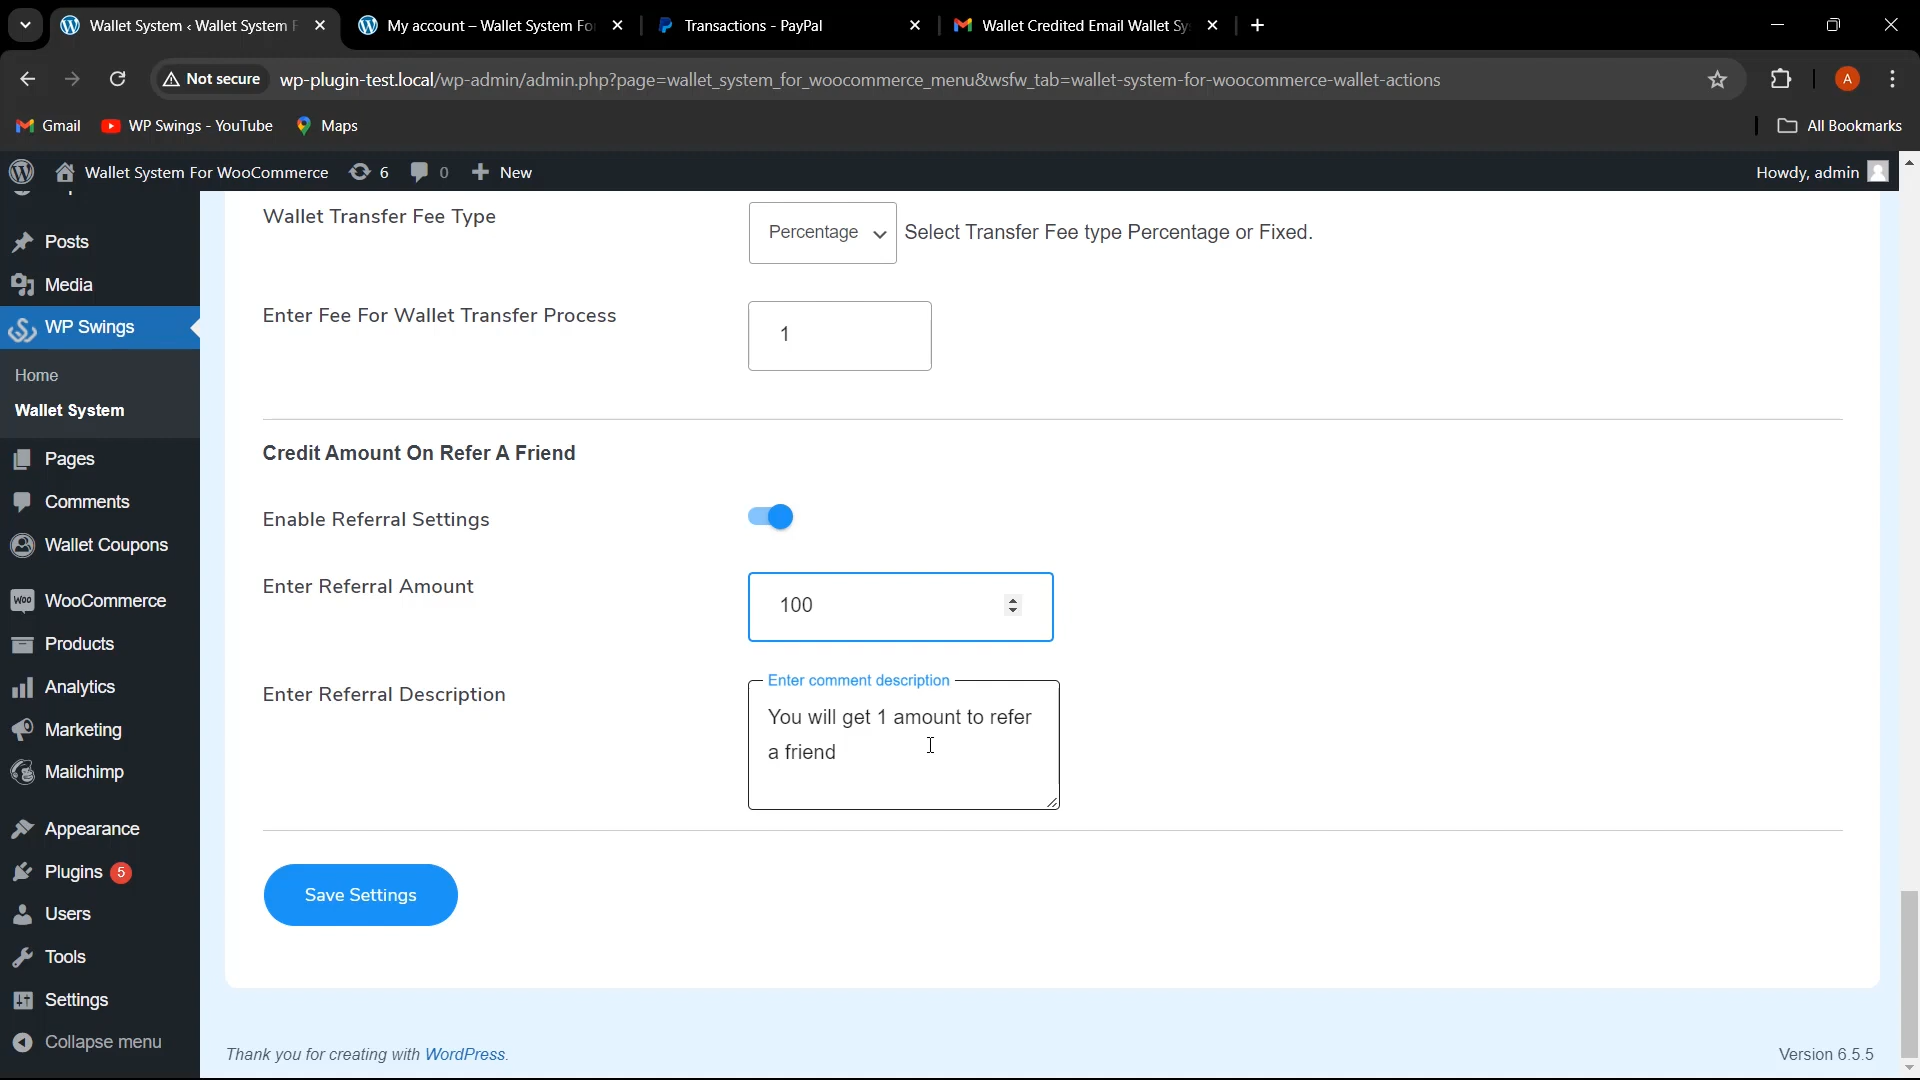 Wallet System ‹ Wallet System F
My account – Wallet System Fo
Transactions - PayPal
Wallet Credited Email Wallet Sy
Not secure
wp-plugin-test.local/wp-admin/admin.php?page=wallet_system_for_woocommerce_menu&wsfw_tab=wallet-system-for-woocommerce-wallet-actions
A
Gmail
WP Swings - YouTube
Maps
All Bookmarks
Wallet System For WooCommerce
6
0
New
Howdy, admin
Posts
Media
WP Swings
Home
Wallet System
Pages
Comments
Wallet Coupons
Woo
WooCommerce
Products
Analytics
Marketing
Mailchimp
Appearance
Plugins 5
Users
Tools
Settings
Collapse menu
Wallet Transfer Fee Type
Percentage
Select Transfer Fee type Percentage or Fixed.
Enter Fee For Wallet Transfer Process
1
Credit Amount On Refer A Friend
Enable Referral Settings
Enter Referral Amount
100
Enter Referral Description
Enter comment description
You will get 1 amount to refer
a friend
Save Settings
Thank you for creating with WordPress.
Version 6.5.5